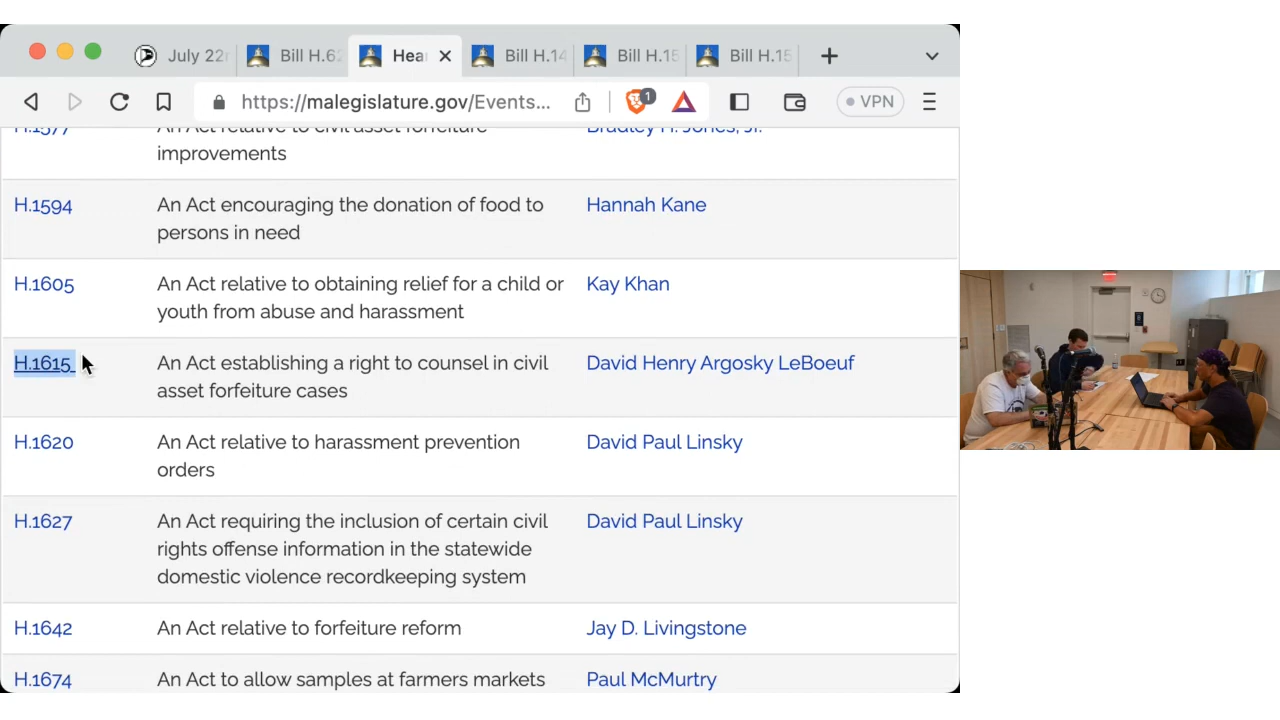 July 22
Bill H.6
Hea
Bill H.14
Bill H.15
Bill H.15
https://malegislature.gov/Events...
1
VPN
H.1577 An Act relative to civil asset forfeiture Bradley H. Jones, Jr.
improvements
H.1594 An Act encouraging the donation of food to Hannah Kane
persons in need
H.1605 An Act relative to obtaining relief for a child or Kay Khan
youth from abuse and harassment
H.1615 An Act establishing a right to counsel in civil David Henry Argosky LeBoeuf
asset forfeiture cases
H.1620 An Act relative to harassment prevention David Paul Linsky
orders
H.1627 An Act requiring the inclusion of certain civil David Paul Linsky
rights offense information in the statewide
domestic violence recordkeeping system
H.1642 An Act relative to forfeiture reform Jay D. Livingstone
H.1674 An Act to allow samples at farmers markets Paul McMurtry